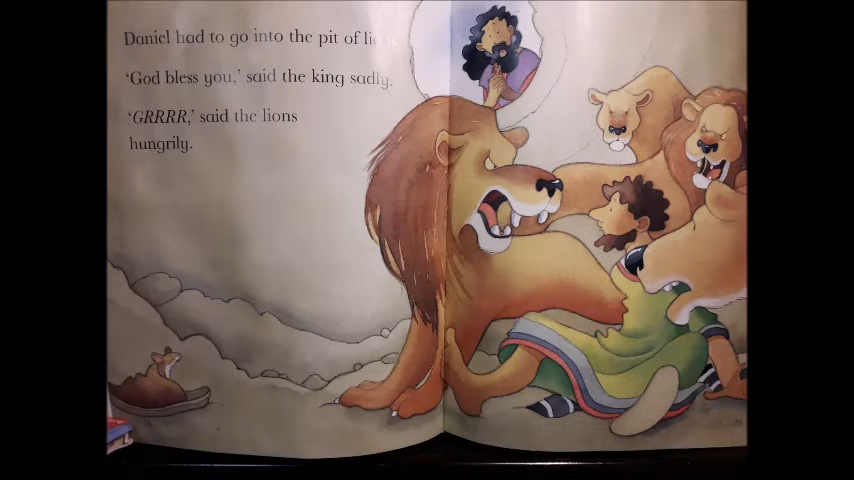 Daniel had to go into the pit of
'God bless you,' said the king sadly.
'GRRRR,' said the lions
hungrily.